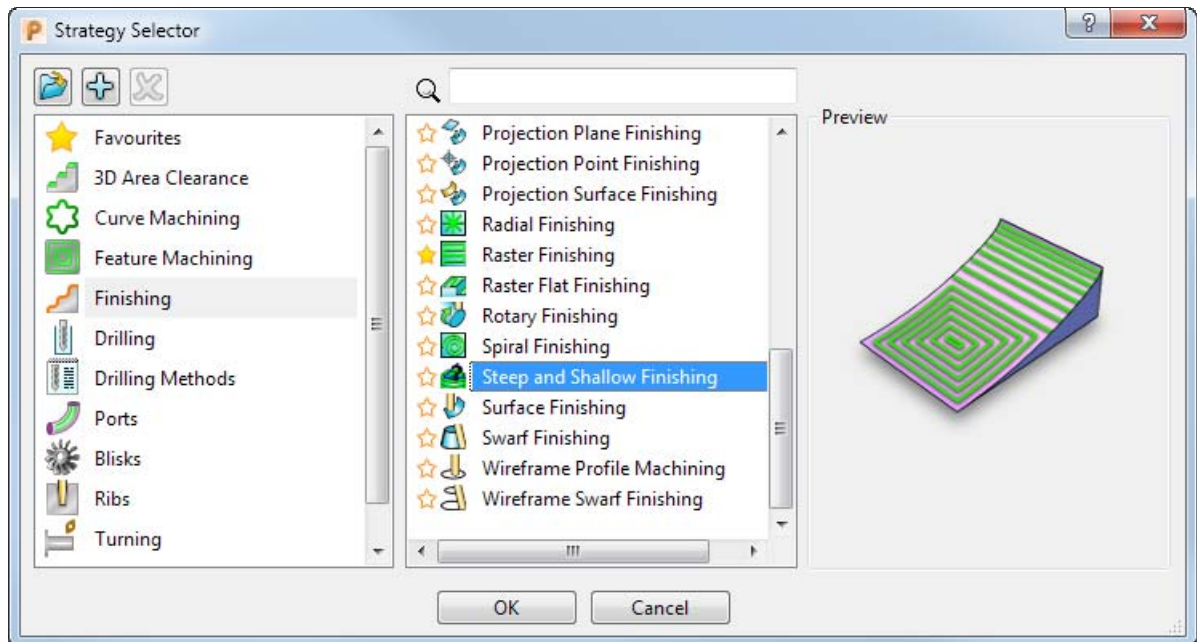 Strategy Selector
Favourites
3D Area Clearance
Curve Machining
Feature Machining
Finishing
Drilling
Drilling Methods
Ports
Blisks
Ribs
Turning
Projection Plane Finishing
Projection Point Finishing
Projection Surface Finishing
Radial Finishing
Raster Finishing
Raster Flat Finishing
Rotary Finishing
Spiral Finishing
Steep and Shallow Finishing
Surface Finishing
Swarf Finishing
Wireframe Profile Machining
Wireframe Swarf Finishing
Preview
OK
Cancel